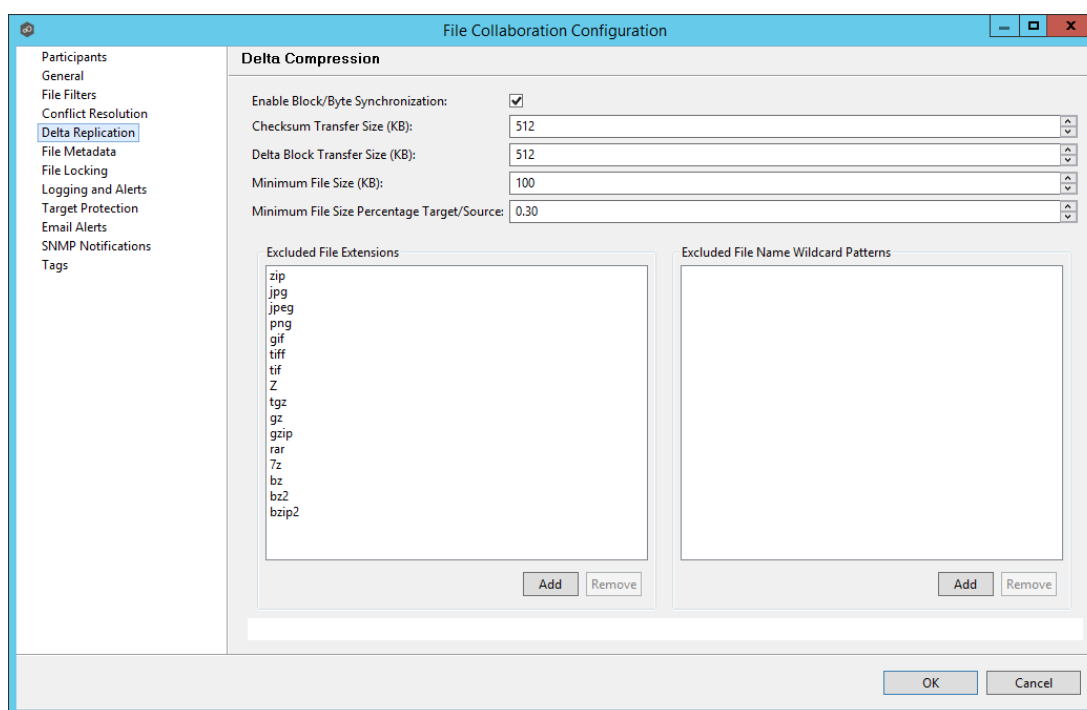 File Collaboration Configuration
Participants
General
File Filters
Conflict Resolution
Delta Replication
File Metadata
File Locking
Logging and Alerts
Target Protection
Email Alerts
SNMP Notifications
Tags
Delta Compression
Enable Block/Byte Synchronization:
Checksum Transfer Size (KB): 512
Delta Block Transfer Size (KB): 512
Minimum File Size (KB): 100
Minimum File Size Percentage Target/Source: 0.30
Excluded File Extensions
zip
jpg
jpeg
png
gif
tiff
tif
Z
tgz
gz
gzip
rar
7z
bz
bz2
bzip2
Add Remove
Excluded File Name Wildcard Patterns
Add Remove
OK Cancel